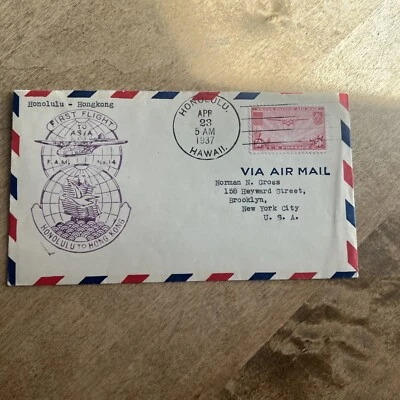 Honolulu - Hongkong
FIRST FLIGHT
TO
ASIA
F.A.M. No.14
HONOLULU TO HONG KONG
HONOLULU.
APR
23
5 AM
1937
HAWAII.
VIA AIR MAIL
Norman N. Gross
158 Heyward Street,
Brooklyn,
New York City
U. S. A.